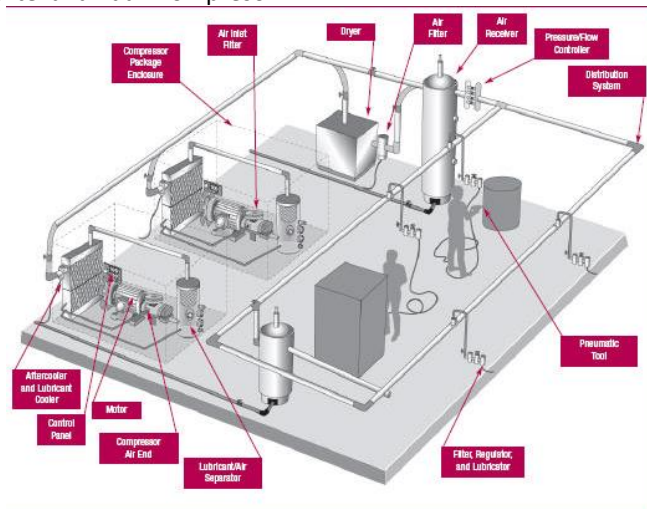 Air Inlet
Filter
Dryer
Air
Filter
Air
Receiver
Pressure/Flow
Controller
Compressor
Package
Enclosure
Distribution
System
Pneumatic
Tool
Aftercooler
and Lubricant
Cooler
Control
Panel
Motor
Compressor
Air End
Lubricant/Air
Separator
Filter, Regulator,
and Lubricator